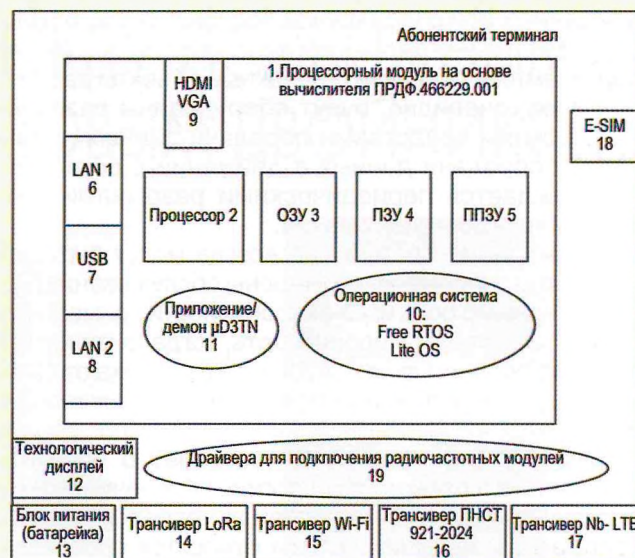 Абонентский терминал
HDMI
VGA
9
1.Процессорный модуль на основе
вычислителя ПРДФ.466229.001
E-SIM
18
LAN 1
6
Процессор 2
ОЗУ 3
ПЗУ 4
ППЗУ 5
USB
7
Приложение/
демон µD3TN
11
Операционная система
10:
Free RTOS
Lite OS
LAN 2
8
Технологический
дисплей
12
Драйвера для подключения радиочастотных модулей
19
Блок питания
(батарейка)
13
Трансивер LoRa
14
Трансивер Wi-Fi
15
Трансивер ПНСТ
921-2024
16
Трансивер Nb- LTE
17